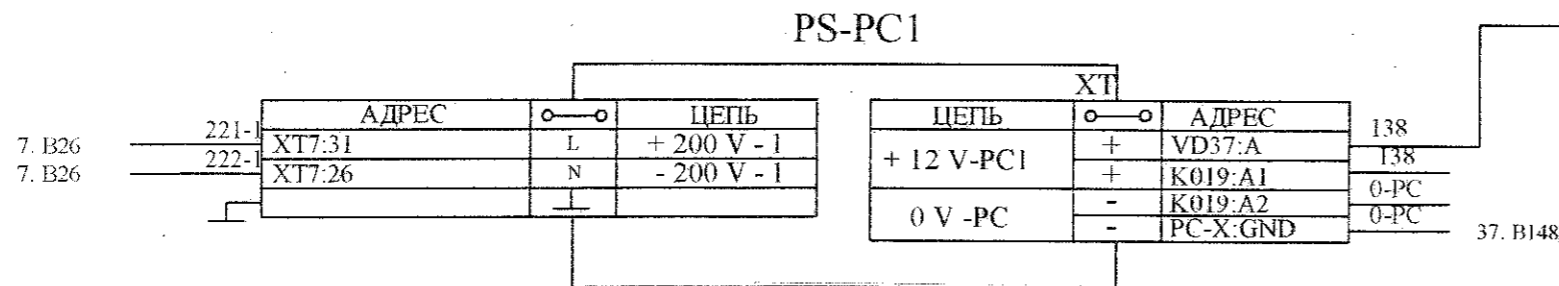 PS-PC1
XT
АДРЕС ЦЕПЬ
7. B26 221-1 XT7:31 L + 200 V - 1
7. B26 222-1 XT7:26 N - 200 V - 1
ЦЕПЬ АДРЕС
+ 12 V-PC1 + VD37:A 138
+ K019:A1 138
0 V -PC - K019:A2 0-PC
- PC-X:GND 0-PC 37. B148